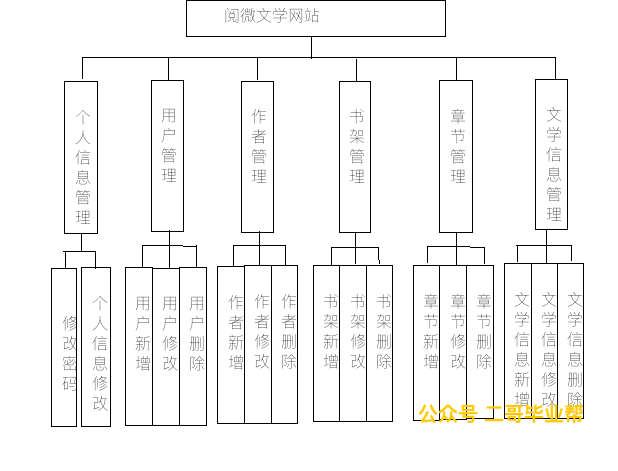 阅微文学网站
个人信息管理
用户管理
作者管理
书架管理
章节管理
文学信息管理
修改密码
个人信息修改
用户新增
用户修改
用户删除
作者新增
作者修改
作者删除
书架新增
书架修改
书架删除
章节新增
章节修改
章节删除
文学信息新增
文学信息修改
文学信息删除
公众号 二哥毕业帮